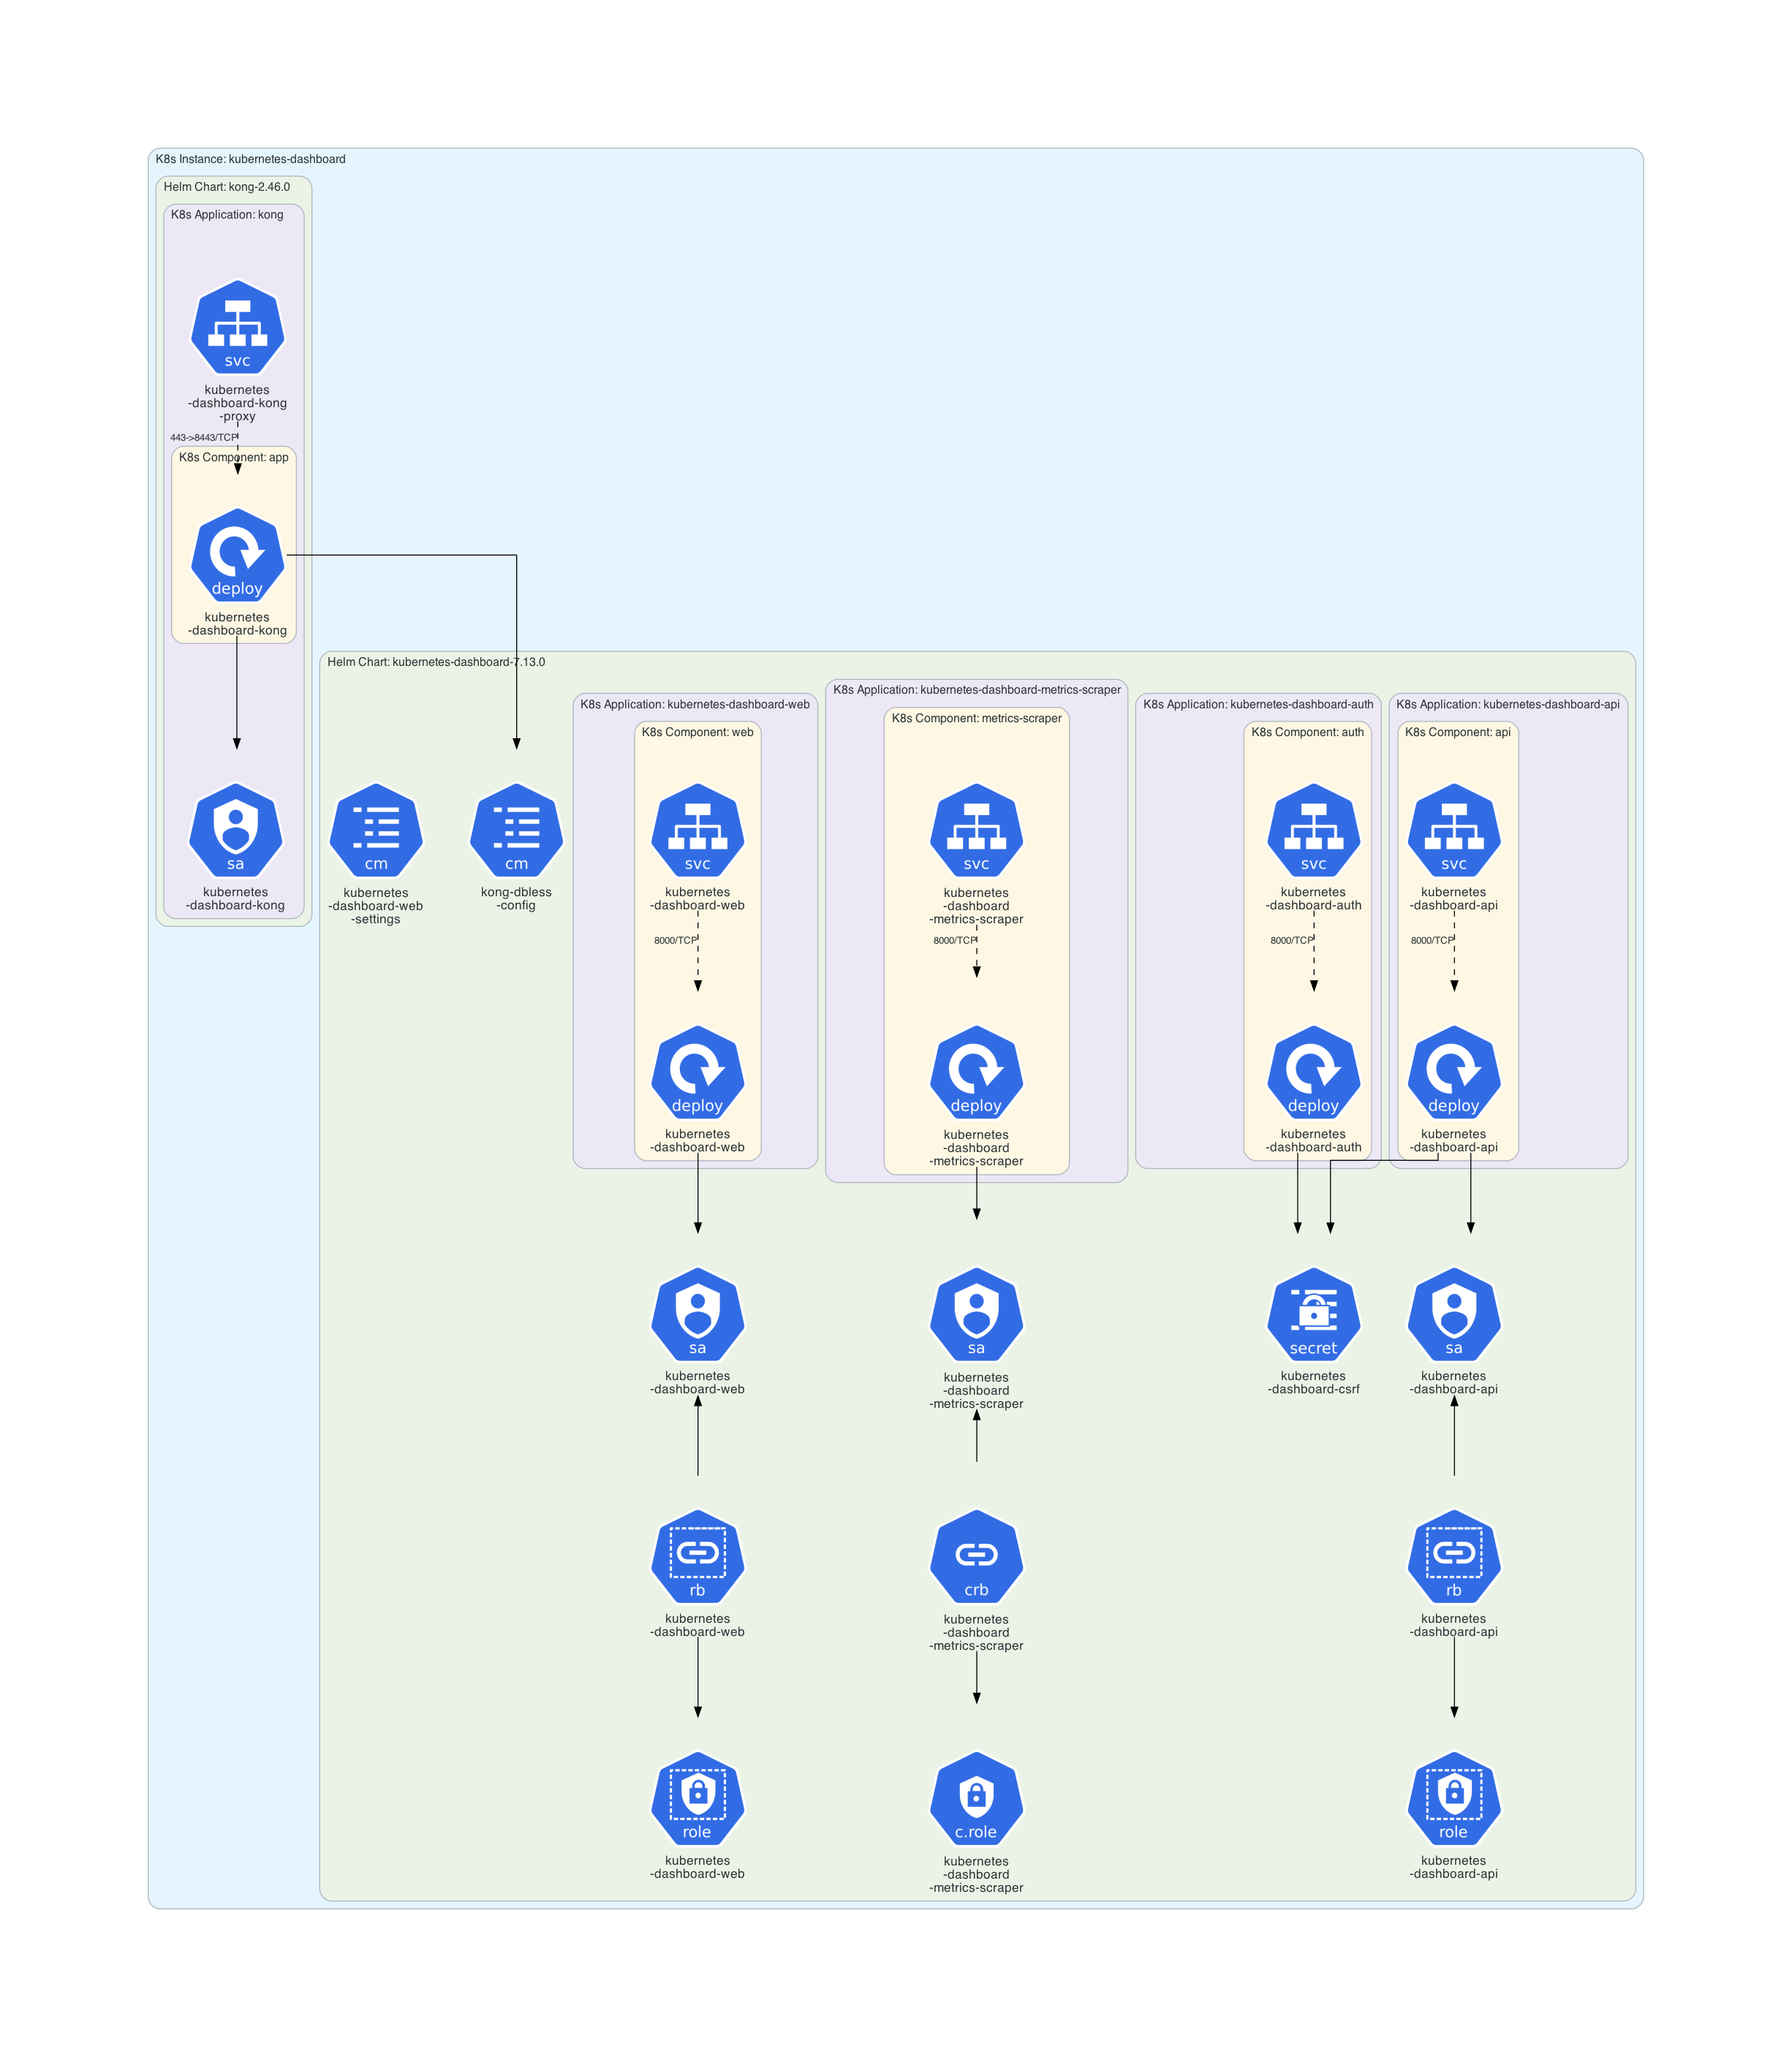 K8s Instance: kubernetes-dashboard
Helm Chart: kong-2.46.0
K8s Application: kong
svc
kubernetes
-dashboard-kong
-proxy
443->8443/TCP
K8s Component: app
deploy
kubernetes
-dashboard-kong
sa
kubernetes
-dashboard-kong
Helm Chart: kubernetes-dashboard-7.13.0
cm
kubernetes
-dashboard-web
-settings
cm
kong-dbless
-config
K8s Application: kubernetes-dashboard-web
K8s Component: web
svc
kubernetes
-dashboard-web
8000/TCP
deploy
kubernetes
-dashboard-web
sa
kubernetes
-dashboard-web
rb
kubernetes
-dashboard-web
role
kubernetes
-dashboard-web
K8s Application: kubernetes-dashboard-metrics-scraper
K8s Component: metrics-scraper
svc
kubernetes
-dashboard
-metrics-scraper
8000/TCP
deploy
kubernetes
-dashboard
-metrics-scraper
sa
kubernetes
-dashboard
-metrics-scraper
crb
kubernetes
-dashboard
-metrics-scraper
c.role
kubernetes
-dashboard
-metrics-scraper
K8s Application: kubernetes-dashboard-auth
K8s Component: auth
svc
kubernetes
-dashboard-auth
8000/TCP
deploy
kubernetes
-dashboard-auth
secret
kubernetes
-dashboard-csrf
K8s Application: kubernetes-dashboard-api
K8s Component: api
svc
kubernetes
-dashboard-api
8000/TCP
deploy
kubernetes
-dashboard-api
sa
kubernetes
-dashboard-api
rb
kubernetes
-dashboard-api
role
kubernetes
-dashboard-api